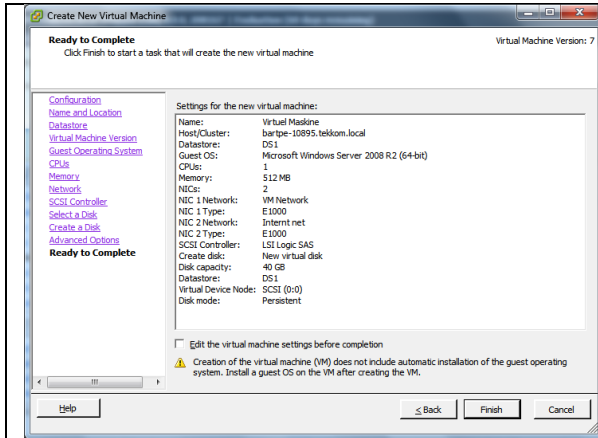 Create New Virtual Machine
Ready to Complete
Click Finish to start a task that will create the new virtual machine
Virtual Machine Version: 7
Configuration
Name and Location
Datastore
Virtual Machine Version
Guest Operating System
CPUs
Memory
Network
SCSI Controller
Select a Disk
Create a Disk
Advanced Options
Ready to Complete
Settings for the new virtual machine:
Name: Virtuel Maskine
Host/Cluster: bartpe-10895.tekkom.local
Datastore: DS1
Guest OS: Microsoft Windows Server 2008 R2 (64-bit)
CPUs: 1
Memory: 512 MB
NICs: 2
NIC 1 Network: VM Network
NIC 1 Type: E1000
NIC 2 Network: Internt net
NIC 2 Type: E1000
SCSI Controller: LSI Logic SAS
Create disk: New virtual disk
Disk capacity: 40 GB
Datastore: DS1
Virtual Device Node: SCSI (0:0)
Disk mode: Persistent
Edit the virtual machine settings before completion
Creation of the virtual machine (VM) does not include automatic installation of the guest operating
system. Install a guest OS on the VM after creating the VM.
Help
< Back
Finish
Cancel